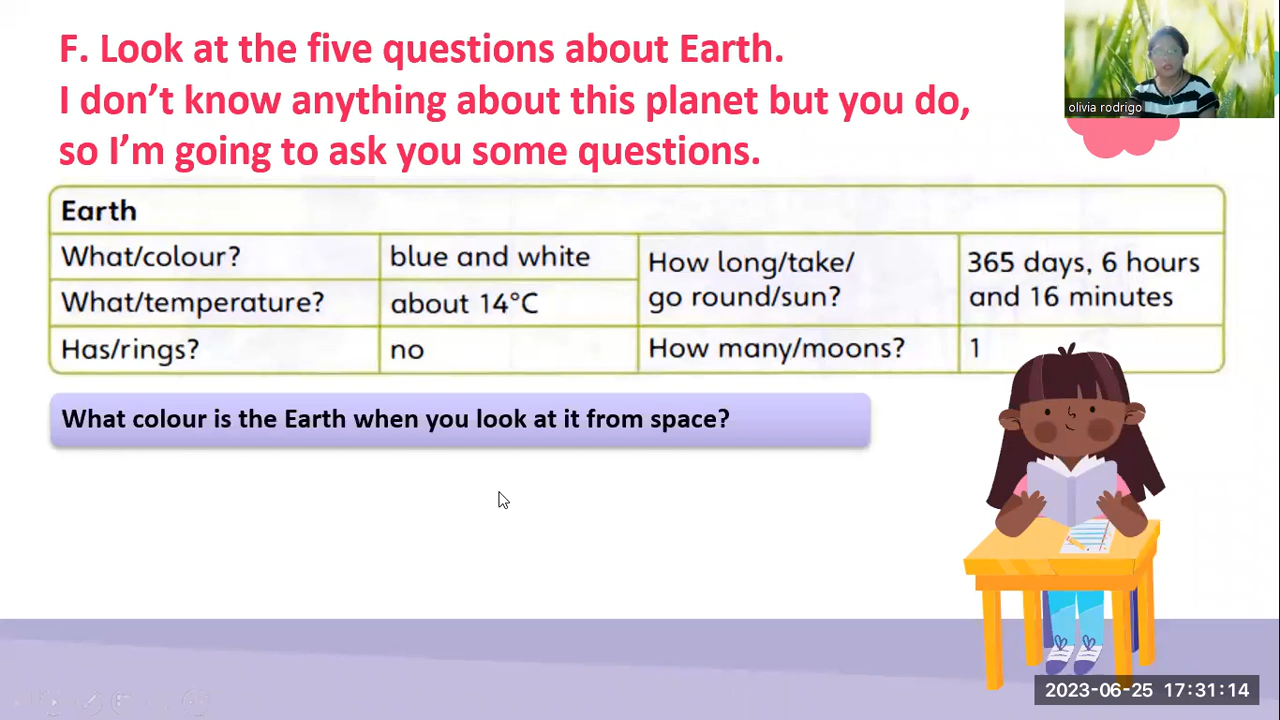 F. Look at the five questions about Earth.
I don't know anything about this planet but you do,
so I'm going to ask you some questions.
olivia rodrigo
Earth
What/colour?
blue and white
What/temperature?
about 14°C
Has/rings?
no
How long/take/
go round/sun?
365 days, 6 hours
and 16 minutes
How many/moons?
1
What colour is the Earth when you look at it from space?
2023-06-25 17:31:14